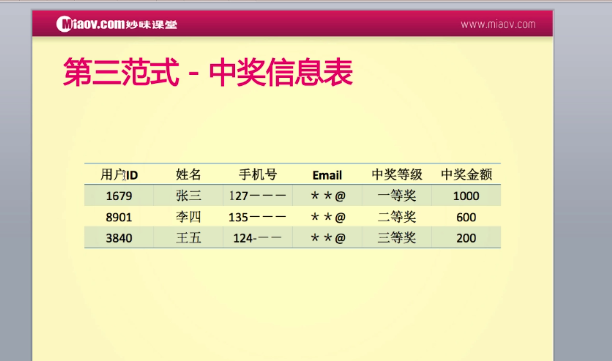 Miaov.com妙味课堂 www.miaov.com
第三范式 - 中奖信息表
用户ID 姓名 手机号 Email 中奖等级 中奖金额
1679 张三 127－－－ ＊＊@ 一等奖 1000
8901 李四 135－－－ ＊＊@ 二等奖 600
3840 王五 124-－－ ＊＊@ 三等奖 200